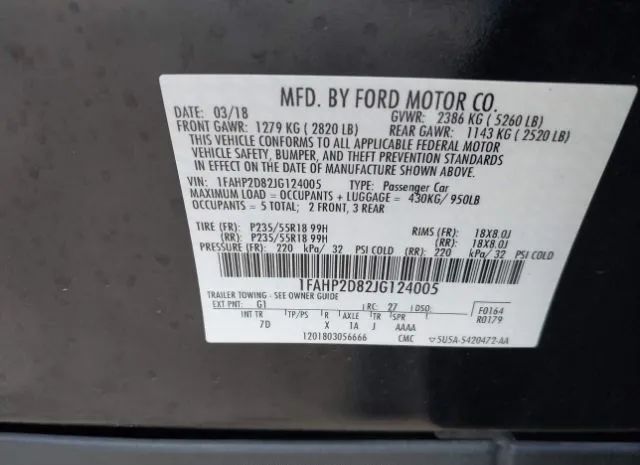 MFD. BY FORD MOTOR CO.
DATE: 03/18 GVWR: 2386 KG ( 5260 LB)
FRONT GAWR: 1279 KG ( 2820 LB) REAR GAWR: 1143 KG ( 2520 LB)
THIS VEHICLE CONFORMS TO ALL APPLICABLE FEDERAL MOTOR
VEHICLE SAFETY, BUMPER, AND THEFT PREVENTION STANDARDS
IN EFFECT ON THE DATE OF MANUFACTURE SHOWN ABOVE.
VIN: 1FAHP2D82JG124005 TYPE: Passenger Car
MAXIMUM LOAD = OCCUPANTS + LUGGAGE = 430KG/ 950LB
OCCUPANTS = 5 TOTAL; 2 FRONT, 3 REAR
TIRE (FR): P235/55R18 99H RIMS (FR): 18X8.0J
(RR): P235/55R18 99H (RR): 18X8.0J
PRESSURE (FR): 220 kPa/ 32 PSI COLD (RR): 220 kPa/ 32 PSI COLD
1FAHP2D82JG124005
TRAILER TOWING - SEE OWNER GUIDE
EXT PNT: G1 RC: 27 DSO: F0164
INT TR TP/PS R AXLE TR SPR R0179
7D X 1A J AAAA
1201803056666 CMC 5U5A-5420472-AA